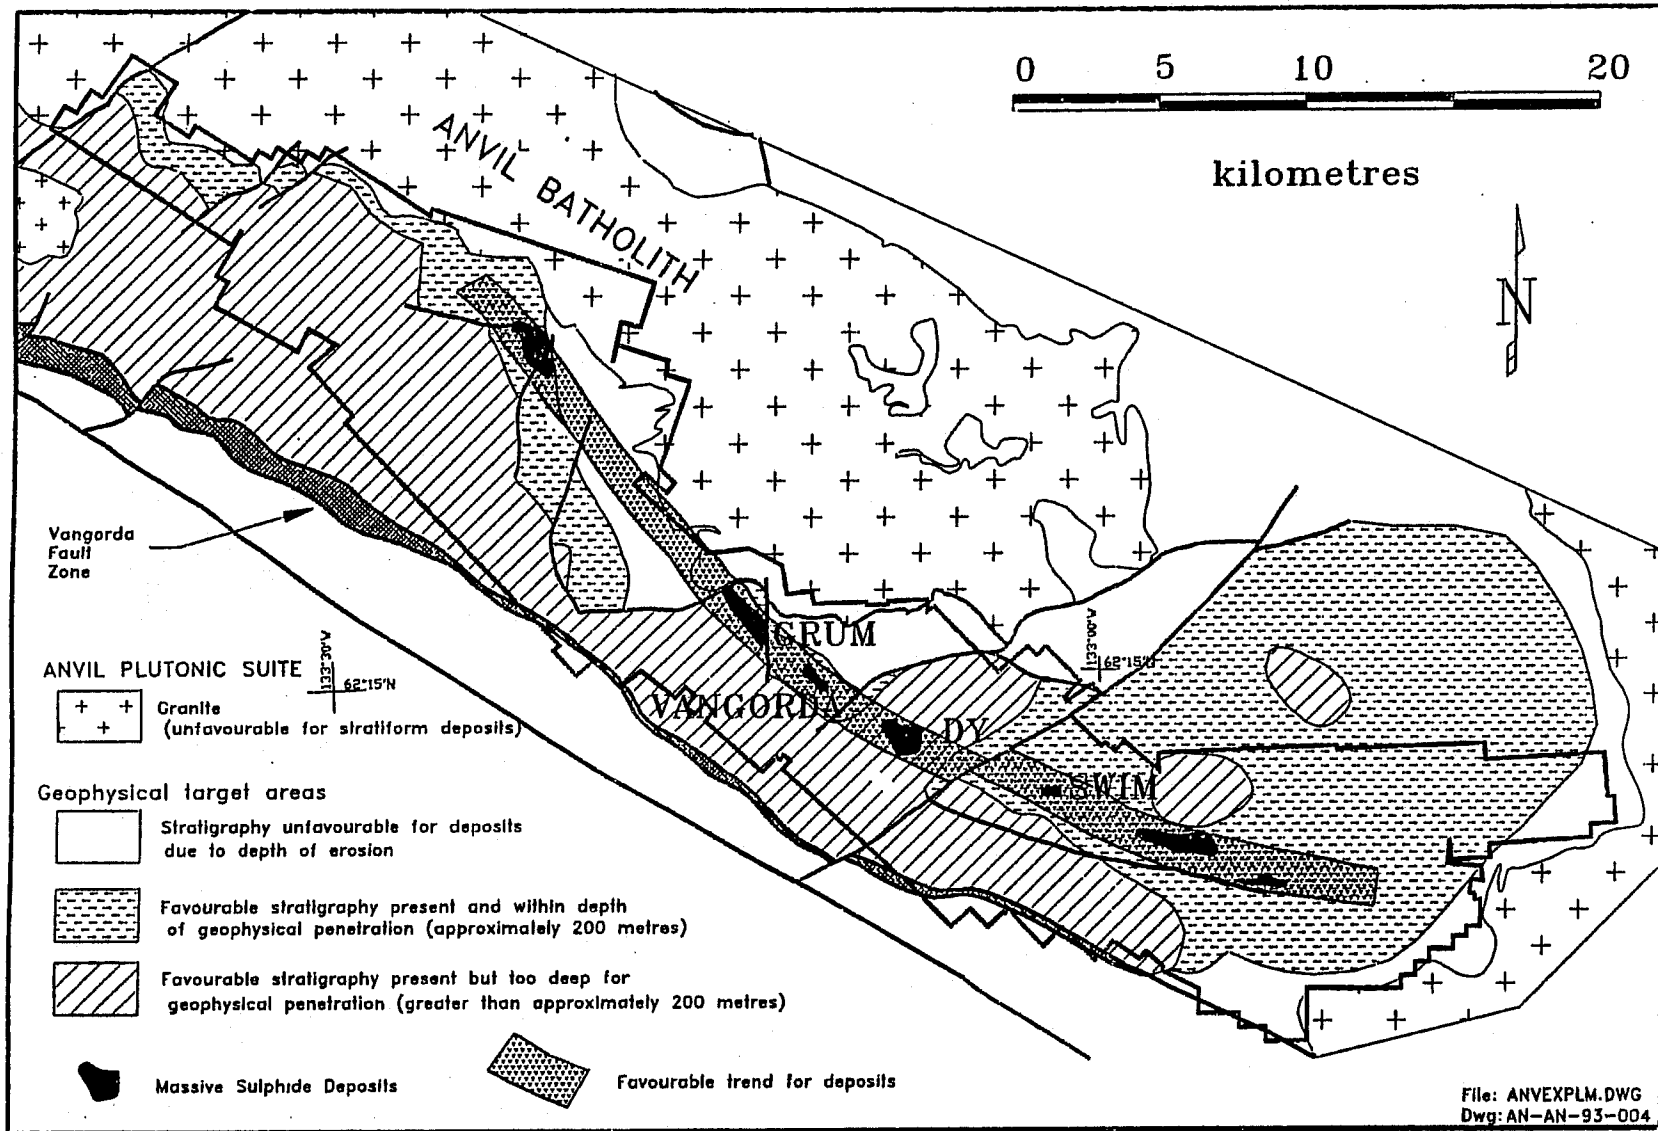 0 5 10 20
kilometres
N
ANVIL BATHOLITH
Vangorda
Fault
Zone
GRUM
VANGORDA
DY
SWIM
133°30'W
62°15'N
133°00'W
62°15'N
ANVIL PLUTONIC SUITE
Granite
(unfavourable for stratiform deposits)
Geophysical target areas
Stratigraphy unfavourable for deposits
due to depth of erosion
Favourable stratigraphy present and within depth
of geophysical penetration (approximately 200 metres)
Favourable stratigraphy present but too deep for
geophysical penetration (greater than approximately 200 metres)
Massive Sulphide Deposits
Favourable trend for deposits
File: ANVEXPLM.DWG
Dwg: AN-AN-93-004